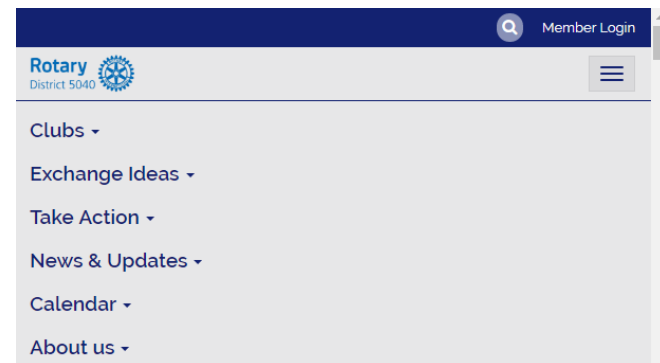 Member Login
Rotary
District 5040
Clubs
Exchange Ideas
Take Action
News & Updates
Calendar
About us